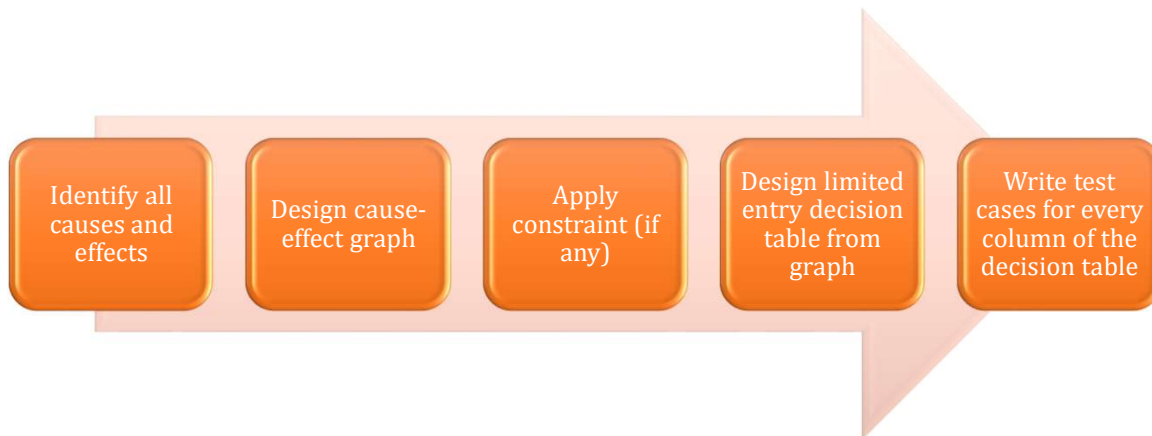 Identify all
causes and
effects
Design cause-
effect graph
Apply
constraint (if
any)
Design limited
entry decision
table from
graph
Write test
cases for every
column of the
decision table